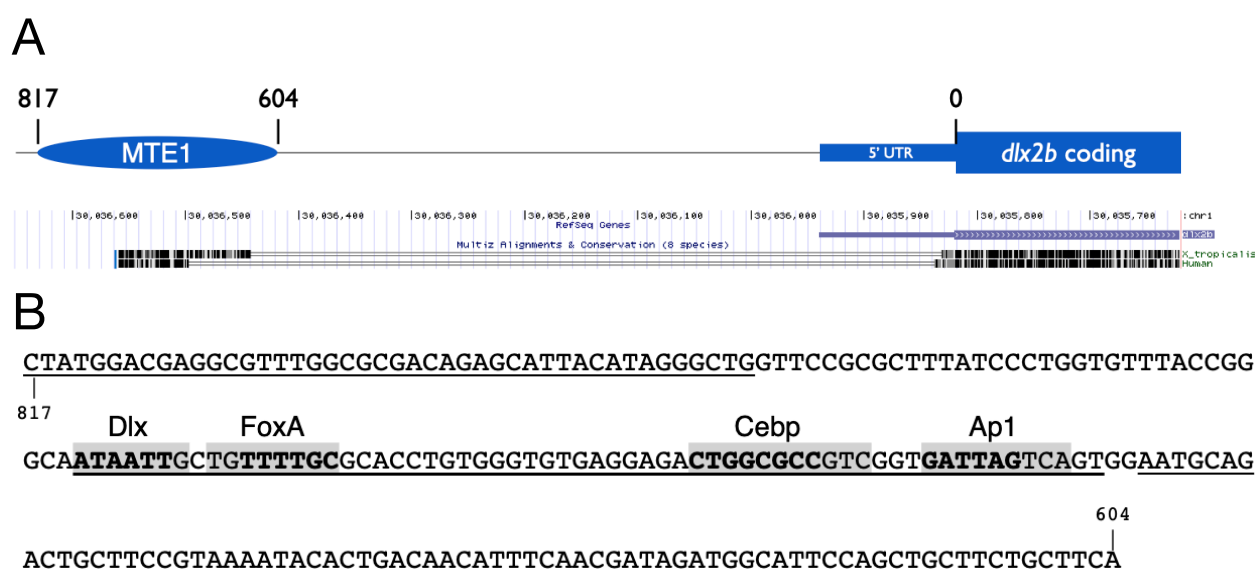 A
817 604 0
MTE1 5' UTR dlx2b coding
|30,036,600 |30,036,500 |30,036,400 |30,036,300 |30,036,200 |30,036,100 |30,036,000 |30,035,900 |30,035,800 |30,035,700 :chr1
RefSeq Genes
dlx2b
Multiz Alignments & Conservation (8 species)
X_tropicalis
Human
B
CTATGGACGAGGCGTTTGGCGCGACAGAGCATTACATAGGGCTGGTTCCGCGCTTTATCCCTGGTGTTTACCGG
817
Dlx FoxA Cebp Ap1
GCAATAATTGCTGTTTTGCGCACCTGTGGGTGTGAGGAGACTGGCGCCGTCGGTGATTAGTCAGTGGAATGCAG
604
ACTGCTTCCGTAAAATACACTGACAACATTTCAACGATAGATGGCATTCCAGCTGCTTCTGCTTCA